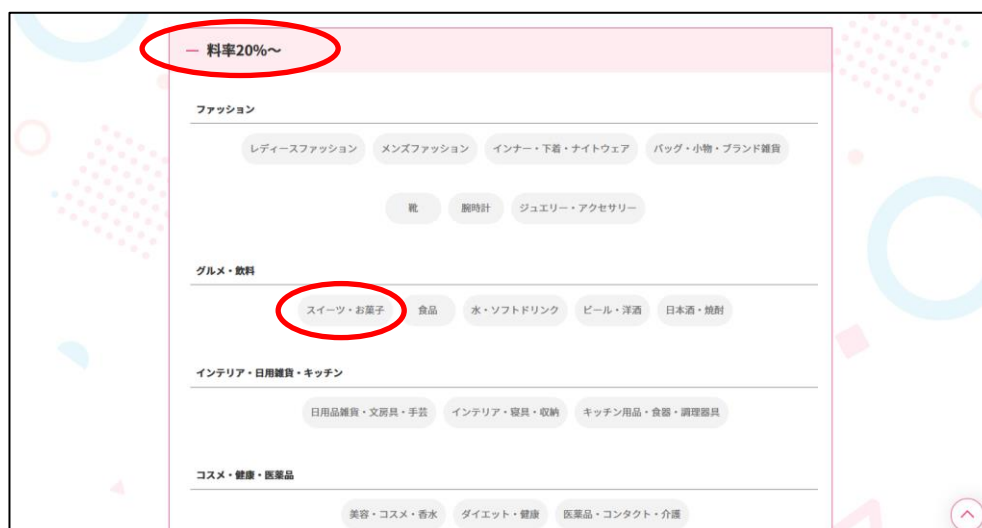 — 料率20%〜
ファッション
レディースファッション メンズファッション インナー・下着・ナイトウェア バッグ・小物・ブランド雑貨
靴 腕時計 ジュエリー・アクセサリー
グルメ・飲料
スイーツ・お菓子 食品 水・ソフトドリンク ビール・洋酒 日本酒・焼酎
インテリア・日用雑貨・キッチン
日用品雑貨・文房具・手芸 インテリア・寝具・収納 キッチン用品・食器・調理器具
コスメ・健康・医薬品
美容・コスメ・香水 ダイエット・健康 医薬品・コンタクト・介護